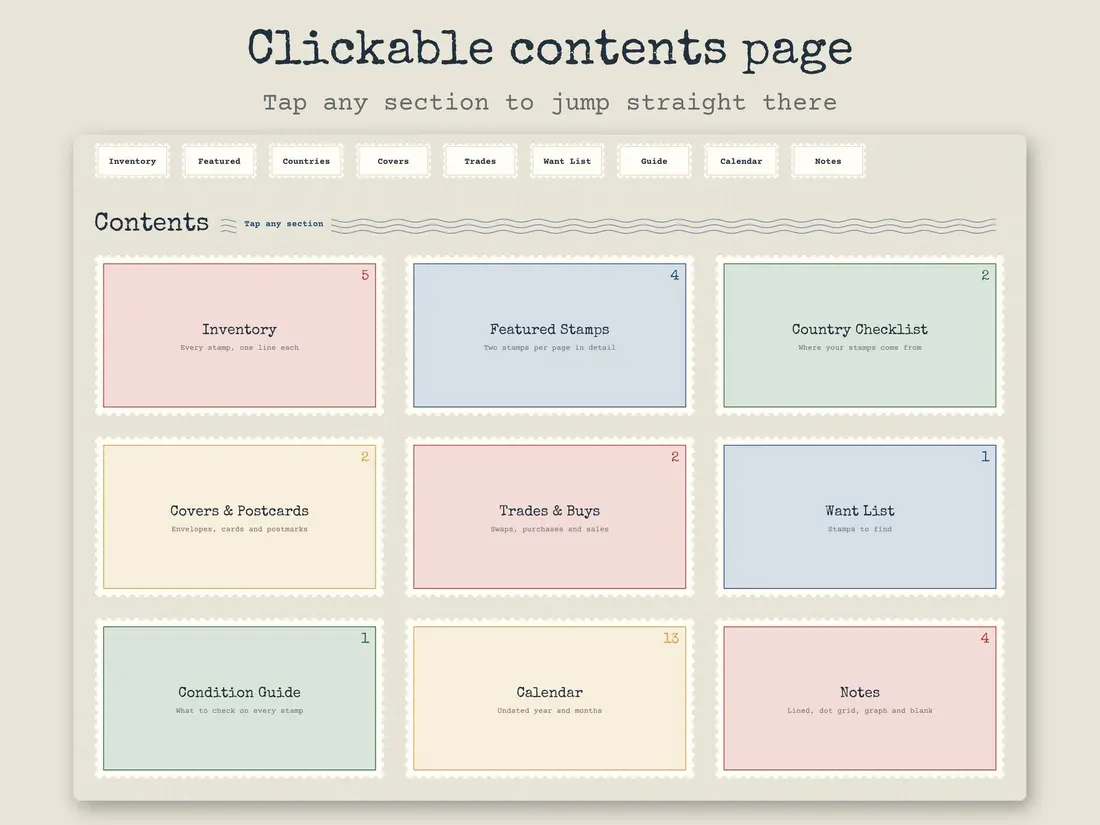 Clickable contents page
Tap any section to jump straight there
Inventory
Featured
Countries
Covers
Trades
Want List
Guide
Calendar
Notes
Contents
Tap any section
5
Inventory
Every stamp, one line each
4
Featured Stamps
Two stamps per page in detail
2
Country Checklist
Where your stamps come from
2
Covers & Postcards
Envelopes, cards and postmarks
2
Trades & Buys
Swaps, purchases and sales
1
Want List
Stamps to find
1
Condition Guide
What to check on every stamp
13
Calendar
Undated year and months
4
Notes
Lined, dot grid, graph and blank